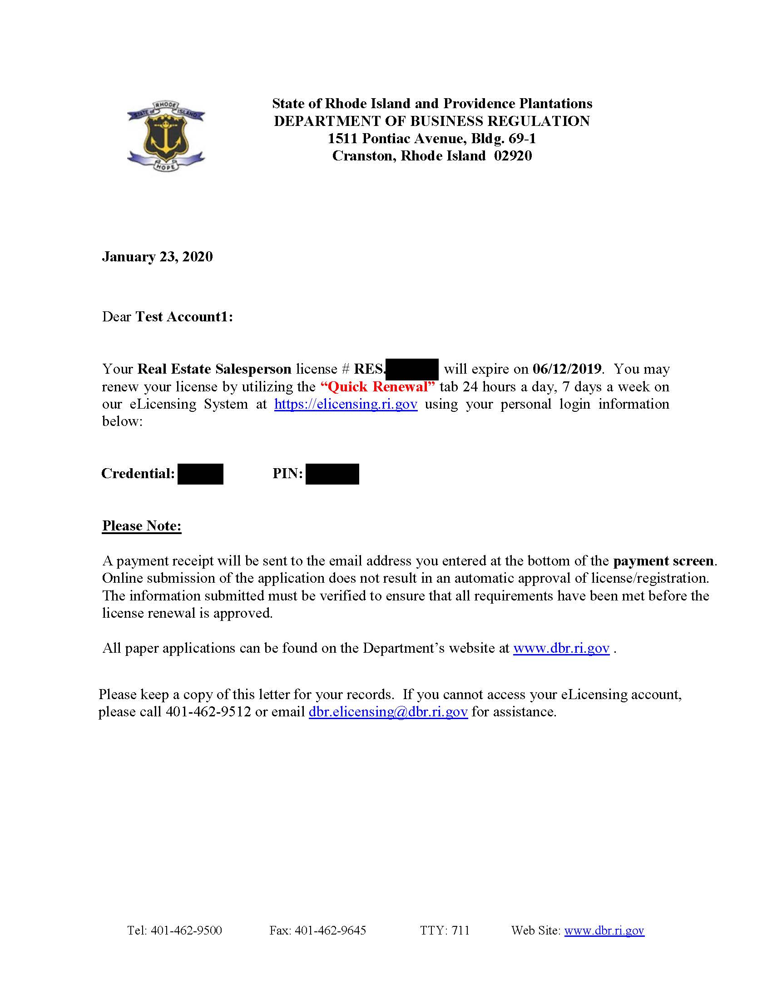 RHODE
STATE of ISLAND
HOPE
State of Rhode Island and Providence Plantations
DEPARTMENT OF BUSINESS REGULATION
1511 Pontiac Avenue, Bldg. 69-1
Cranston, Rhode Island 02920
January 23, 2020
Dear Test Account1:
Your Real Estate Salesperson license # RES. will expire on 06/12/2019. You may
renew your license by utilizing the “Quick Renewal” tab 24 hours a day, 7 days a week on
our eLicensing System at https://elicensing.ri.gov using your personal login information
below:
Credential: PIN:
Please Note:
A payment receipt will be sent to the email address you entered at the bottom of the payment screen.
Online submission of the application does not result in an automatic approval of license/registration.
The information submitted must be verified to ensure that all requirements have been met before the
license renewal is approved.
All paper applications can be found on the Department’s website at www.dbr.ri.gov .
Please keep a copy of this letter for your records. If you cannot access your eLicensing account,
please call 401-462-9512 or email dbr.elicensing@dbr.ri.gov for assistance.
Tel: 401-462-9500 Fax: 401-462-9645 TTY: 711 Web Site: www.dbr.ri.gov